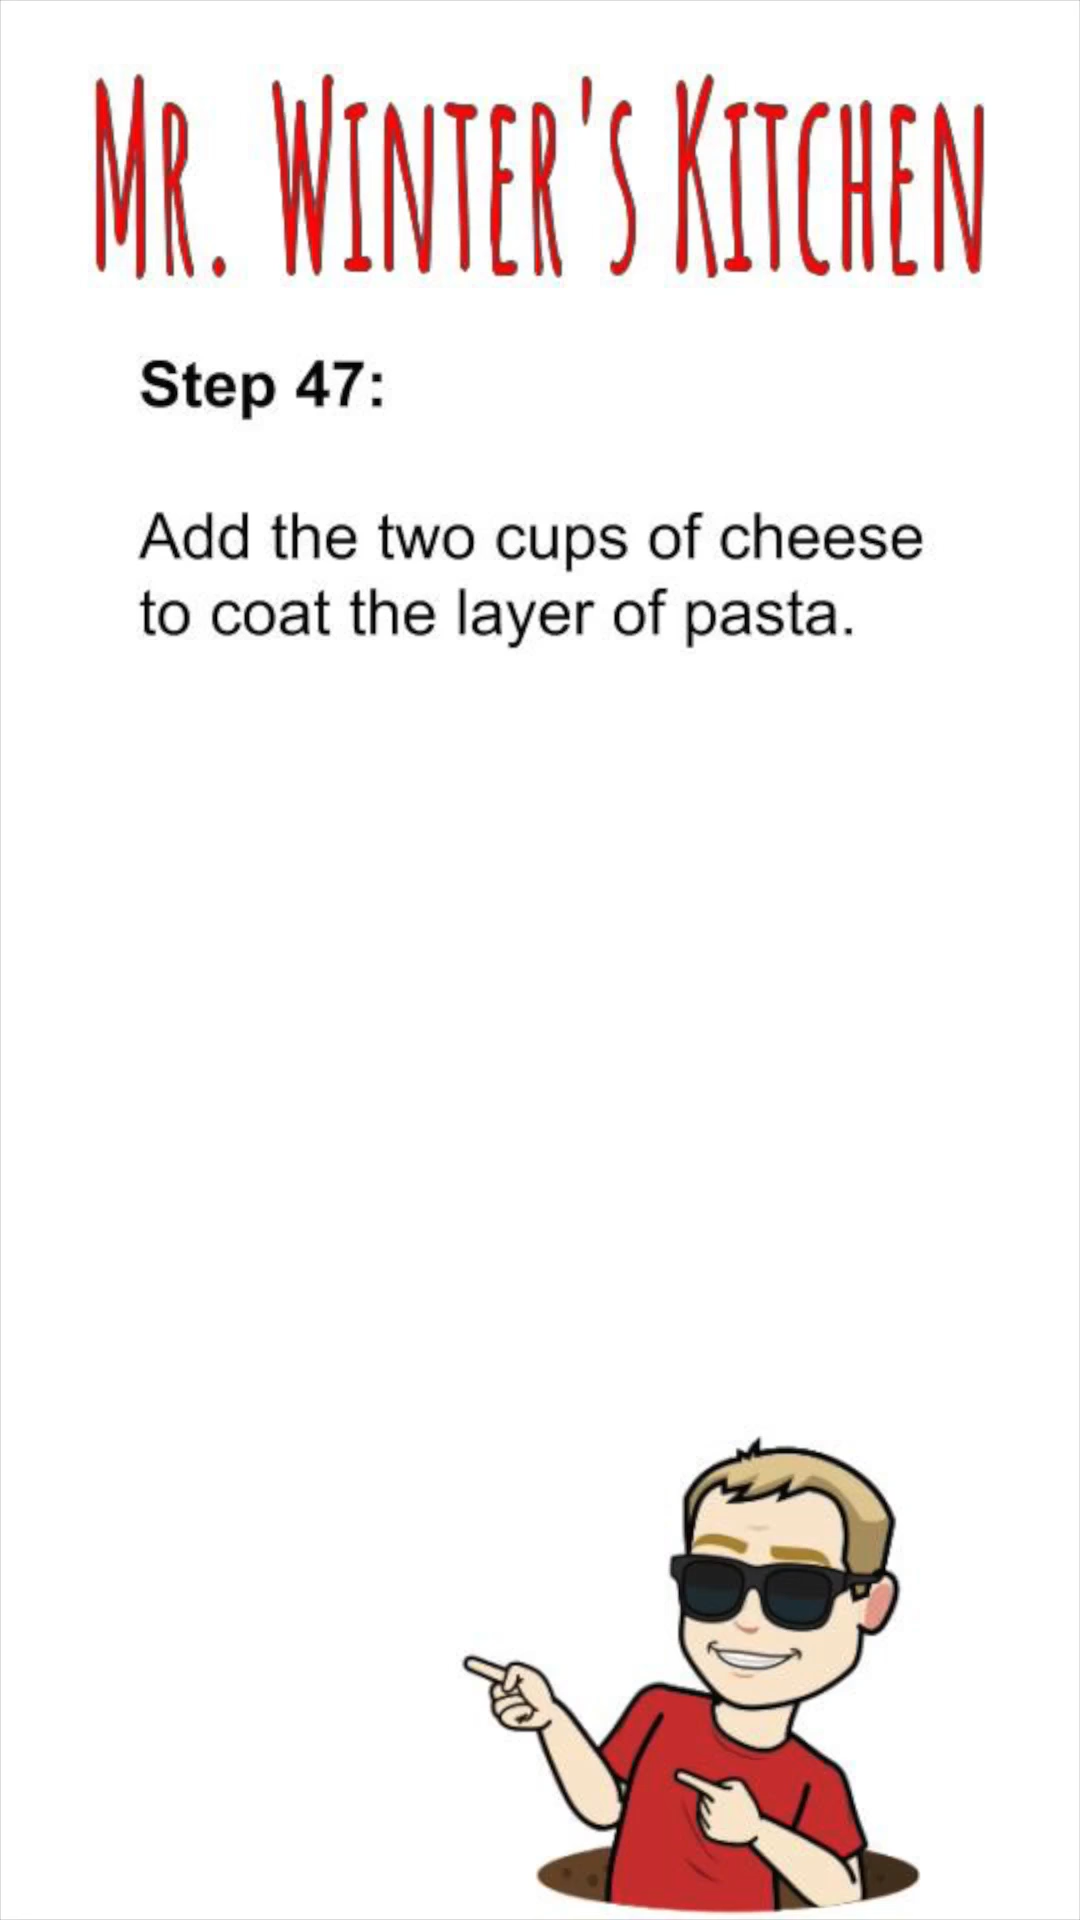 Mr. Winter's Kitchen
Step 47:
Add the two cups of cheese
to coat the layer of pasta.